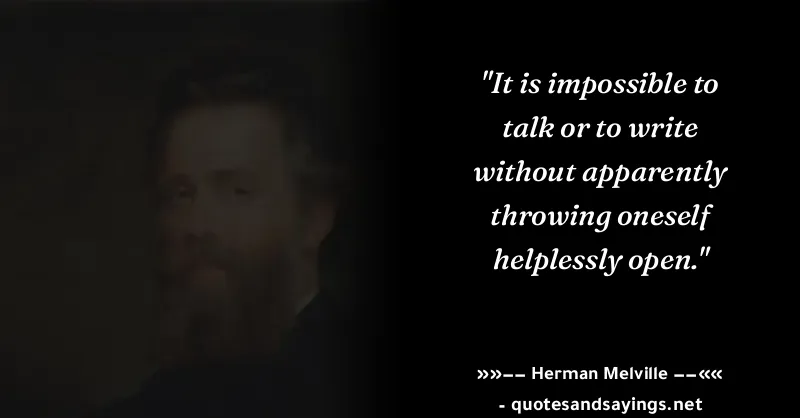 "It is impossible to
talk or to write
without apparently
throwing oneself
helplessly open."
»»–– Herman Melville ––««
- quotesandsayings.net